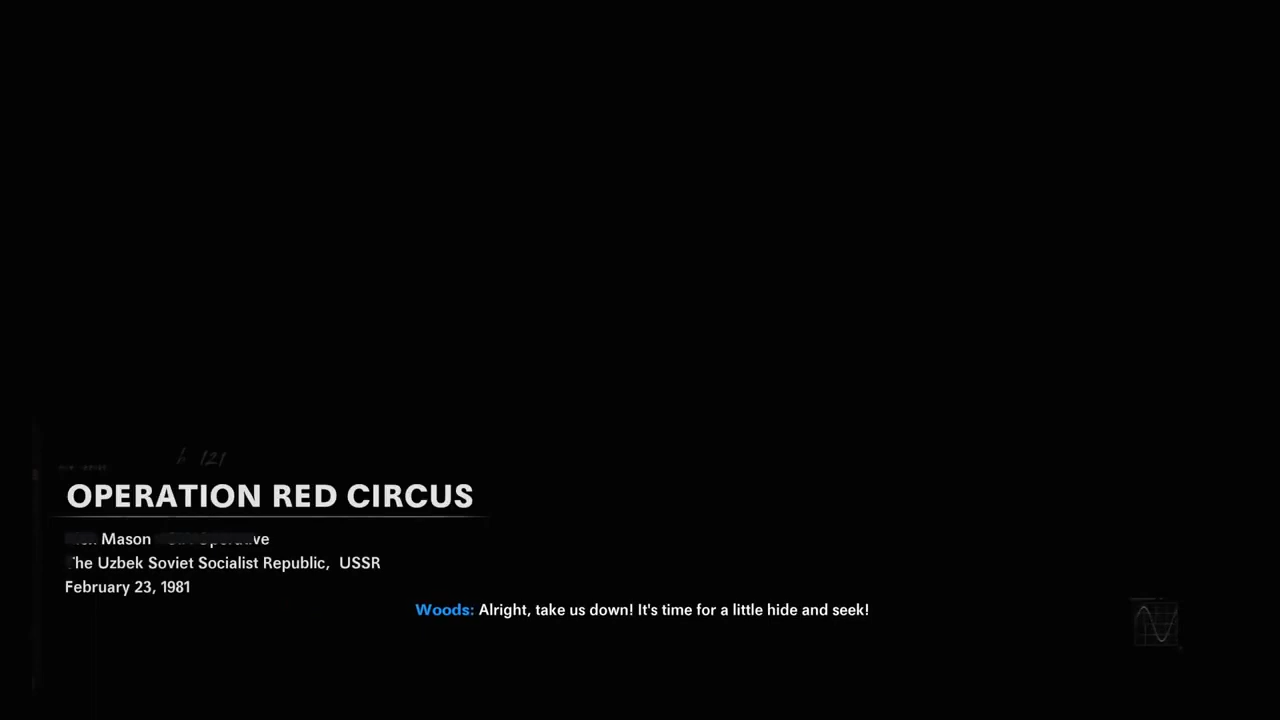 h 121
OPERATION RED CIRCUS
Mason
The Uzbek Soviet Socialist Republic, USSR
February 23, 1981
Woods: Alright, take us down! It's time for a little hide and seek!